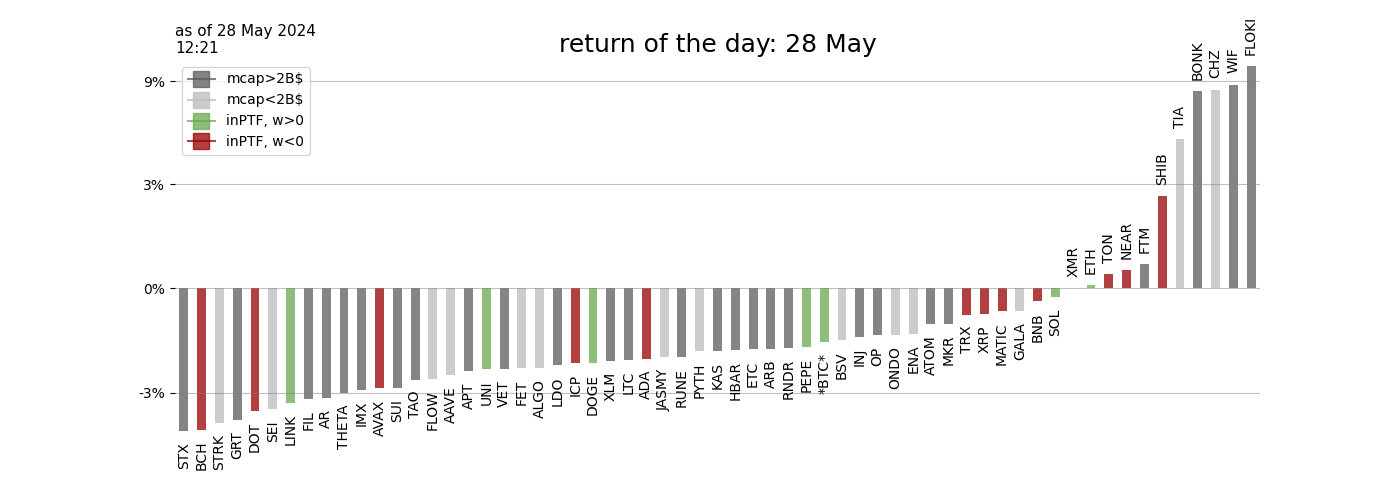 as of 28 May 2024
12:21
return of the day: 28 May
mcap>2B$
mcap<2B$
inPTF, w>0
inPTF, w<0
9%
3%
0%
-3%
STX
BCH
STRK
GRT
DOT
SEI
LINK
FIL
AR
THETA
IMX
AVAX
SUI
TAO
FLOW
AAVE
APT
UNI
VET
FET
ALGO
LDO
ICP
DOGE
XLM
LTC
ADA
JASMY
RUNE
PYTH
KAS
HBAR
ETC
ARB
RNDR
PEPE
*BTC*
BSV
INJ
OP
ONDO
ENA
ATOM
MKR
TRX
XRP
MATIC
GALA
BNB
SOL
XMR
ETH
TON
NEAR
FTM
SHIB
TIA
BONK
CHZ
WIF
FLOKI